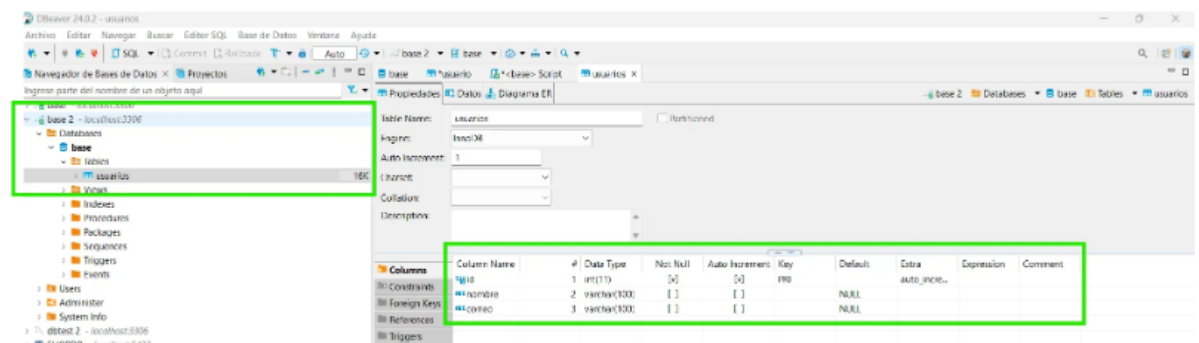 DBeaver 24.0.2 - usuarios
Archivo Editar Navegar Buscar Editor SQL Base de Datos Ventana Ayuda
SQL Commit Rollback Auto base 2 base
Navegador de Bases de Datos Proyectos base *usuario *<base> Script usuarios
Ingrese parte del nombre de un objeto aquí Propiedades Datos Diagrama ER base 2 Databases base Tables usuarios
base - localhost:3306
base 2 - localhost:3306
Databases
base
Tables
usuarios 16K
Views
Indexes
Procedures
Packages
Sequences
Triggers
Events
Users
Administer
System Info
dbtest 2 - localhost:3306
Table Name: usuarios Partitioned
Engine: InnoDB
Auto Increment: 1
Charset:
Collation:
Description:
Columns
Constraints
Foreign Keys
References
Triggers
Column Name # Data Type Not Null Auto Increment Key Default Extra Expression Comment
id 1 int(11) [v] [v] PRI auto_incre...
nombre 2 varchar(100) [ ] [ ] NULL
correo 3 varchar(100) [ ] [ ] NULL